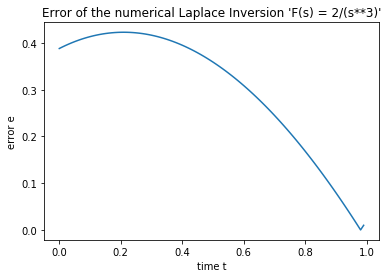 Error of the numerical Laplace Inversion 'F(s) = 2/(s**3)'
0.4
0.3
0.2
0.1
0.0
error e
0.0 0.2 0.4 0.6 0.8 1.0
time t